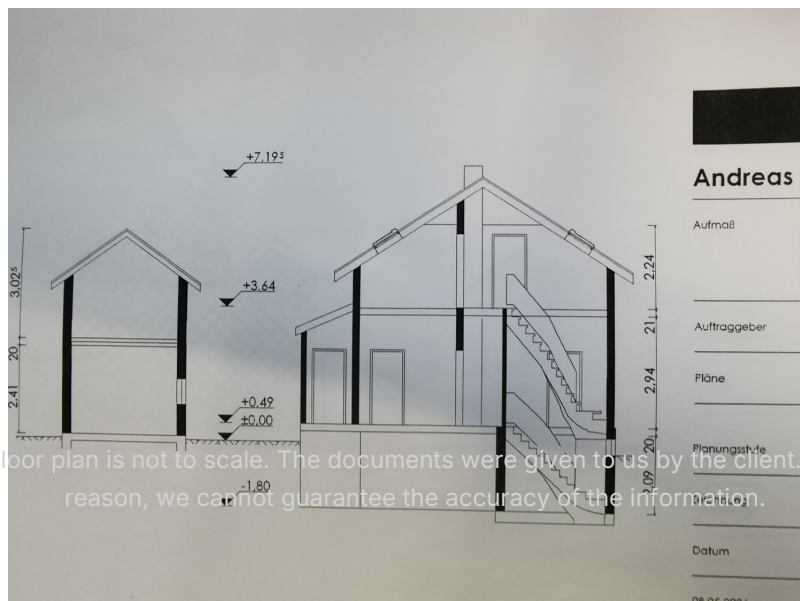 +7,19⁵
Andreas
Aufmaß
3,02⁵
+3,64
2,24
21
Auftraggeber
20
2,41
+0,49
±0,00
2,94
Pläne
20
Planungsstufe
loor plan is not to scale. The documents were given to us by the client.
reason, we cannot guarantee the accuracy of the information.
-1,80
09
Datum